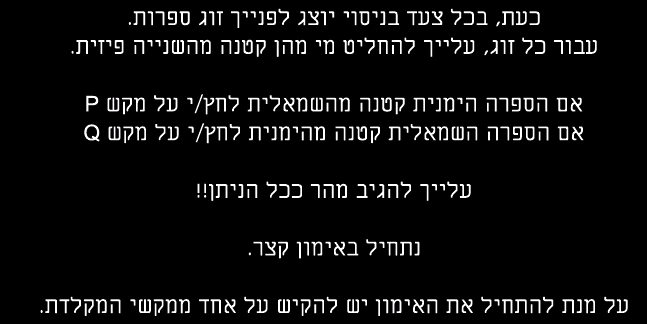 כעת, בכל צעד בניסוי יוצג לפנייך זוג ספרות.
עבור כל זוג, עלייך להחליט מי מהן קטנה מהשנייה פיזית.
אם הספרה הימנית קטנה מהשמאלית לחץ/י על מקש P
אם הספרה השמאלית קטנה מהימנית לחץ/י על מקש Q
עלייך להגיב מהר ככל הניתן!!
נתחיל באימון קצר.
על מנת להתחיל את האימון יש להקיש על אחד ממקשי המקלדת.